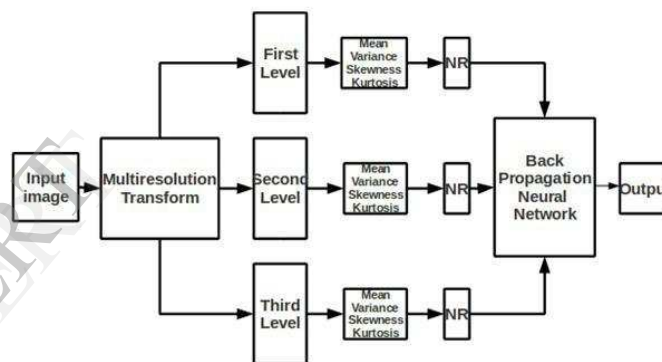 First
Level
Mean
Variance
Skewness
Kurtosis
NR
Input
image
Multiresolution
Transform
Second
Level
Mean
Variance
Skewness
Kurtosis
NR
Back
Propagation
Neural
Network
Output
Third
Level
Mean
Variance
Skewness
Kurtosis
NR
ERT